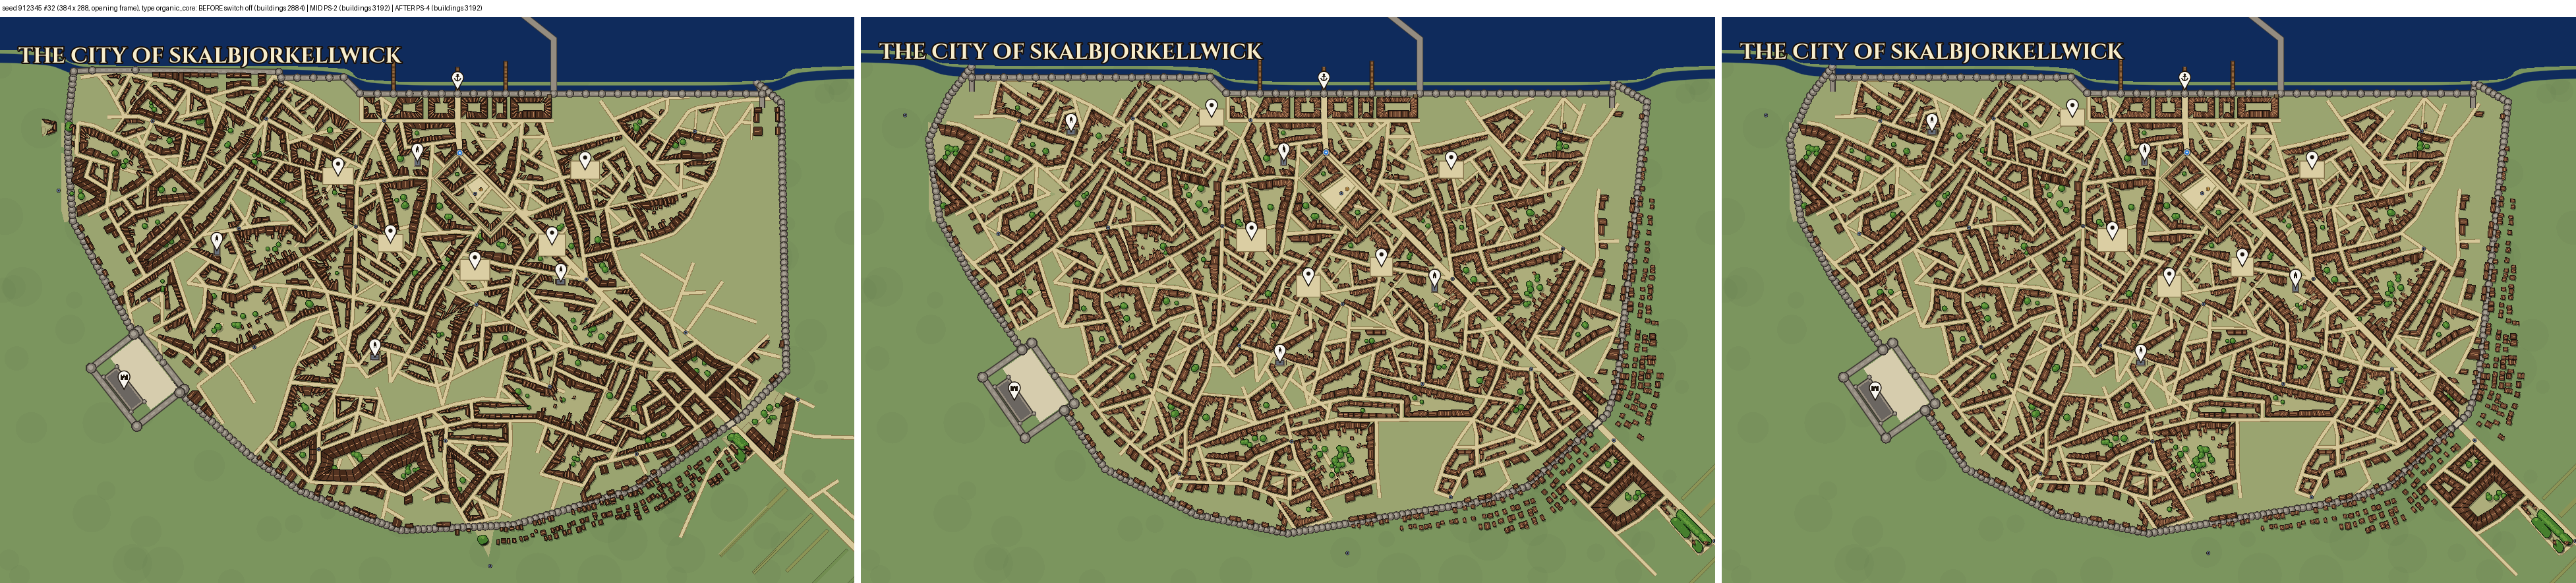 seed 912345 #32 (384 x 288, opening frame), type organic_core: BEFORE switch off (buildings 2884) | MID PS-2 (buildings 3192) | AFTER PS-4 (buildings 3192)
THE CITY OF SKALBJORKELLWICK
THE CITY OF SKALBJORKELLWICK
THE CITY OF SKALBJORKELLWICK